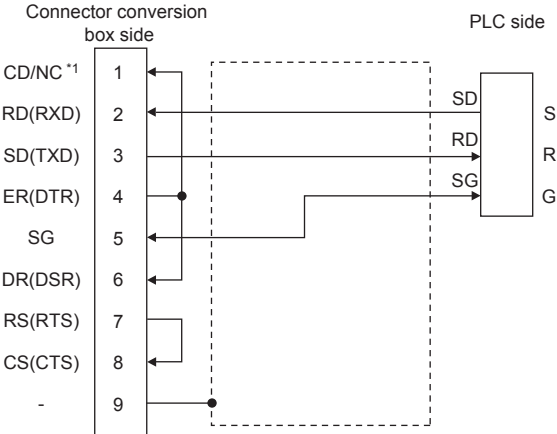 Connector conversion
box side
PLC side
CD/NC *1 1
RD(RXD) 2 SD S
SD(TXD) 3 RD R
ER(DTR) 4 SG G
SG 5
DR(DSR) 6
RS(RTS) 7
CS(CTS) 8
- 9